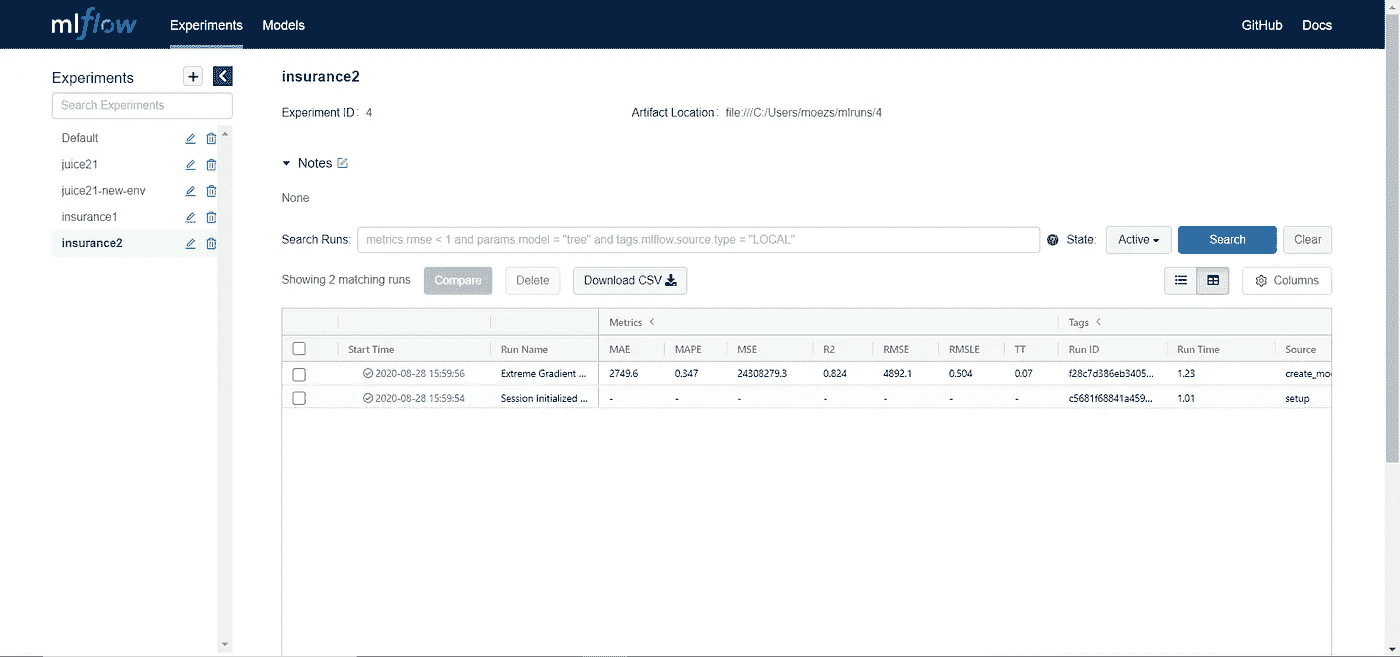 mlflow Experiments Models GitHub Docs
Experiments
Search Experiments
Default
juice21
juice21-new-env
insurance1
insurance2
insurance2
Experiment ID: 4 Artifact Location: file:///C:/Users/moezs/mlruns/4
Notes
None
Search Runs: metrics.rmse < 1 and params.model = "tree" and tags.mlflow.source.type = "LOCAL" ? State: Active Search Clear
Showing 2 matching runs Compare Delete Download CSV Columns
Metrics < Tags <
Start Time Run Name MAE MAPE MSE R2 RMSE RMSLE TT Run ID Run Time Source
2020-08-28 15:59:56 Extreme Gradient ... 2749.6 0.347 24308279.3 0.824 4892.1 0.504 0.07 f28c7d386eb3405... 1.23 create_mo
2020-08-28 15:59:54 Session Initialized ... - - - - - - - c5681f68841a459... 1.01 setup